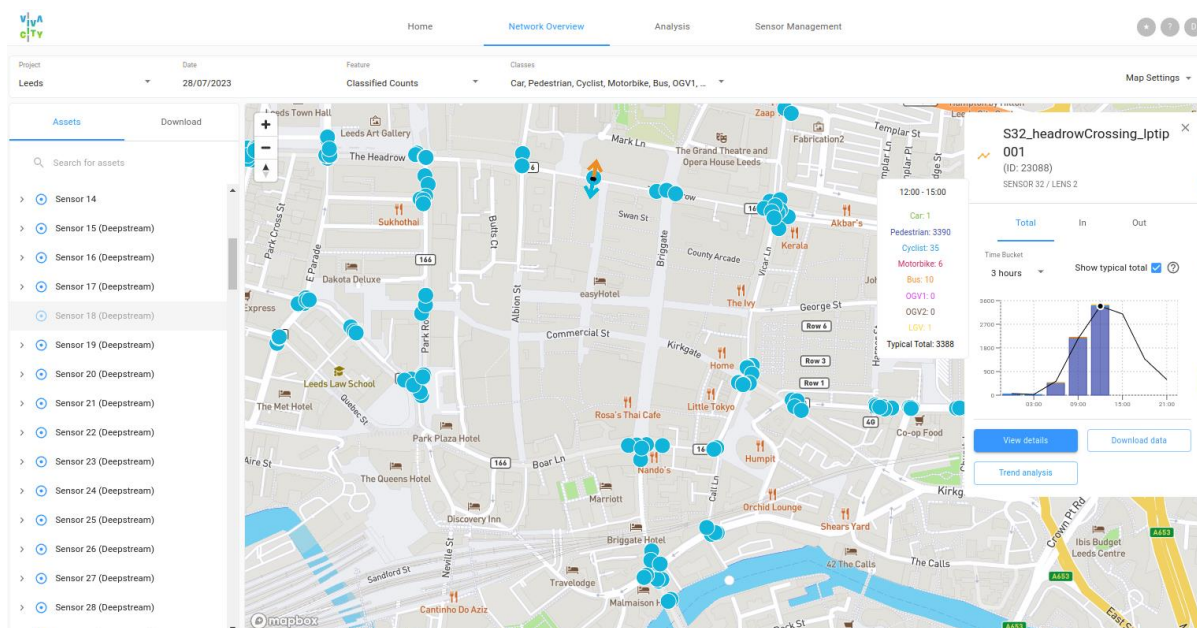 VIVA
CITY
Home
Network Overview
Analysis
Sensor Management
Project
Leeds
Date
28/07/2023
Feature
Classified Counts
Classes
Car, Pedestrian, Cyclist, Motorbike, Bus, OGV1, ...
Map Settings
Assets
Download
Search for assets
Sensor 14
Sensor 15 (Deepstream)
Sensor 16 (Deepstream)
Sensor 17 (Deepstream)
Sensor 18 (Deepstream)
Sensor 19 (Deepstream)
Sensor 20 (Deepstream)
Sensor 21 (Deepstream)
Sensor 22 (Deepstream)
Sensor 23 (Deepstream)
Sensor 24 (Deepstream)
Sensor 25 (Deepstream)
Sensor 26 (Deepstream)
Sensor 27 (Deepstream)
Sensor 28 (Deepstream)
Leeds Town Hall
Leeds Art Gallery
The Headrow
Mark Ln
The Grand Theatre and
Opera House Leeds
Zaap
Fabrication2
Templar St
Templar Ln
Swan St
Sukhothai
Butts Ct
Park Cross St
E Parade
166
Dakota Deluxe
Albion St
easyHotel
Briggate
County Arcade
Vicar Ln
Kerala
Akbar's
The Ivy
George St
Row 6
Express
Commercial St
Kirkgate
Home
Row 3
Row 1
Leeds Law School
Quebec St
The Met Hotel
Park Plaza Hotel
Rosa's Thai Cafe
Little Tokyo
40
Co-op Food
166
Boar Ln
Nando's
Humpit
The Queens Hotel
Marriott
Call Ln
Orchid Lounge
Shears Yard
Discovery Inn
Briggate Hotel
Neville St
Sandford St
Travelodge
42 The Calls
The Calls
Cantinho Do Aziz
Crown Pt Rd
Ibis Budget
Leeds Centre
A653
A653
A653
mapbox
12:00 - 15:00
Car: 1
Pedestrian: 3390
Cyclist: 35
Motorbike: 6
Bus: 10
OGV1: 0
OGV2: 0
LGV: 1
Typical Total: 3388
S32_headrowCrossing_lptip
001
(ID: 23088)
SENSOR 32 / LENS 2
Total
In
Out
Time Bucket
3 hours
Show typical total
3600
2700
1800
900
0
03:00
09:00
15:00
21:00
View details
Download data
Trend analysis